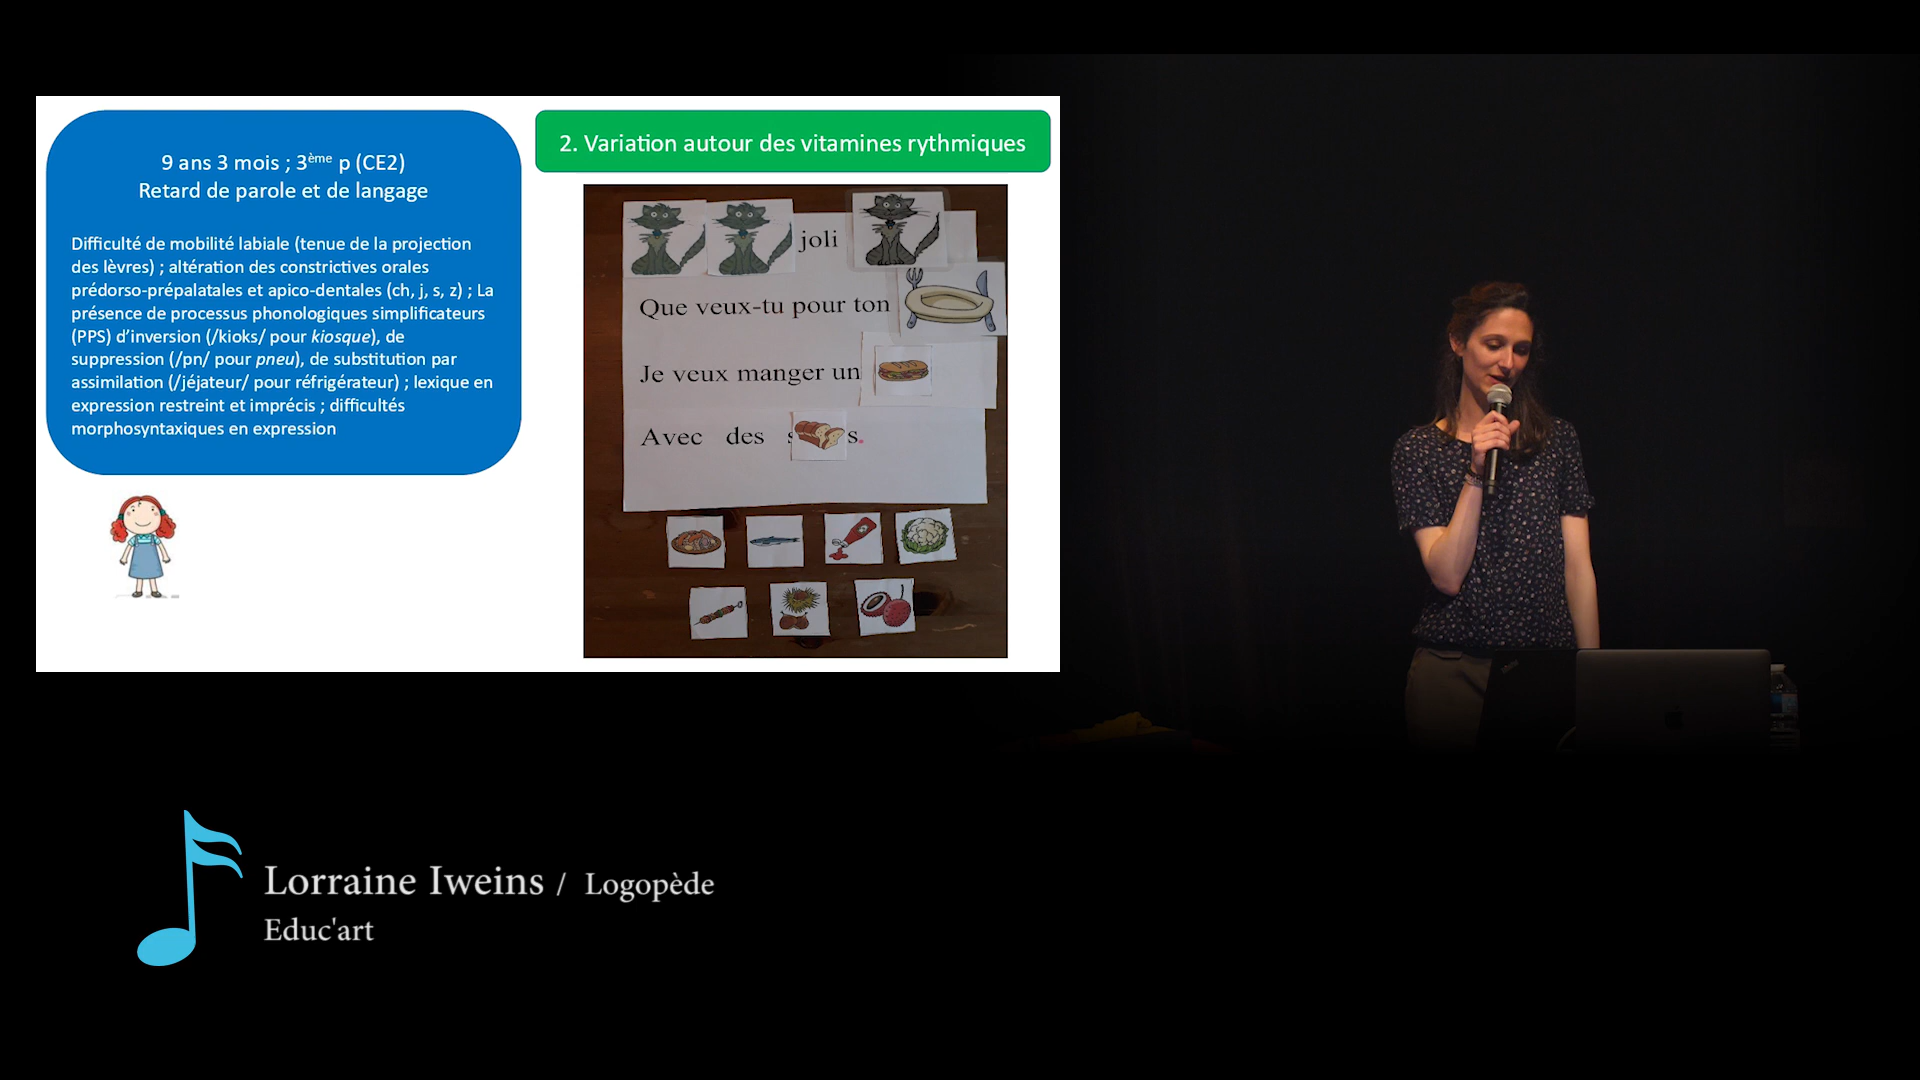 9 ans 3 mois ; 3ème p (CE2)
Retard de parole et de langage
Difficulté de mobilité labiale (tenue de la projection
des lèvres) ; altération des constrictives orales
prédorso-prépalatales et apico-dentales (ch, j, s, z) ; La
présence de processus phonologiques simplificateurs
(PPS) d’inversion (/kioks/ pour kiosque), de
suppression (/pn/ pour pneu), de substitution par
assimilation (/jéjateur/ pour réfrigérateur) ; lexique en
expression restreint et imprécis ; difficultés
morphosyntaxiques en expression
2. Variation autour des vitamines rythmiques
joli
Que veux-tu pour ton
Je veux manger un
Avec des s s.
Lorraine Iweins / Logopède
Educ'art